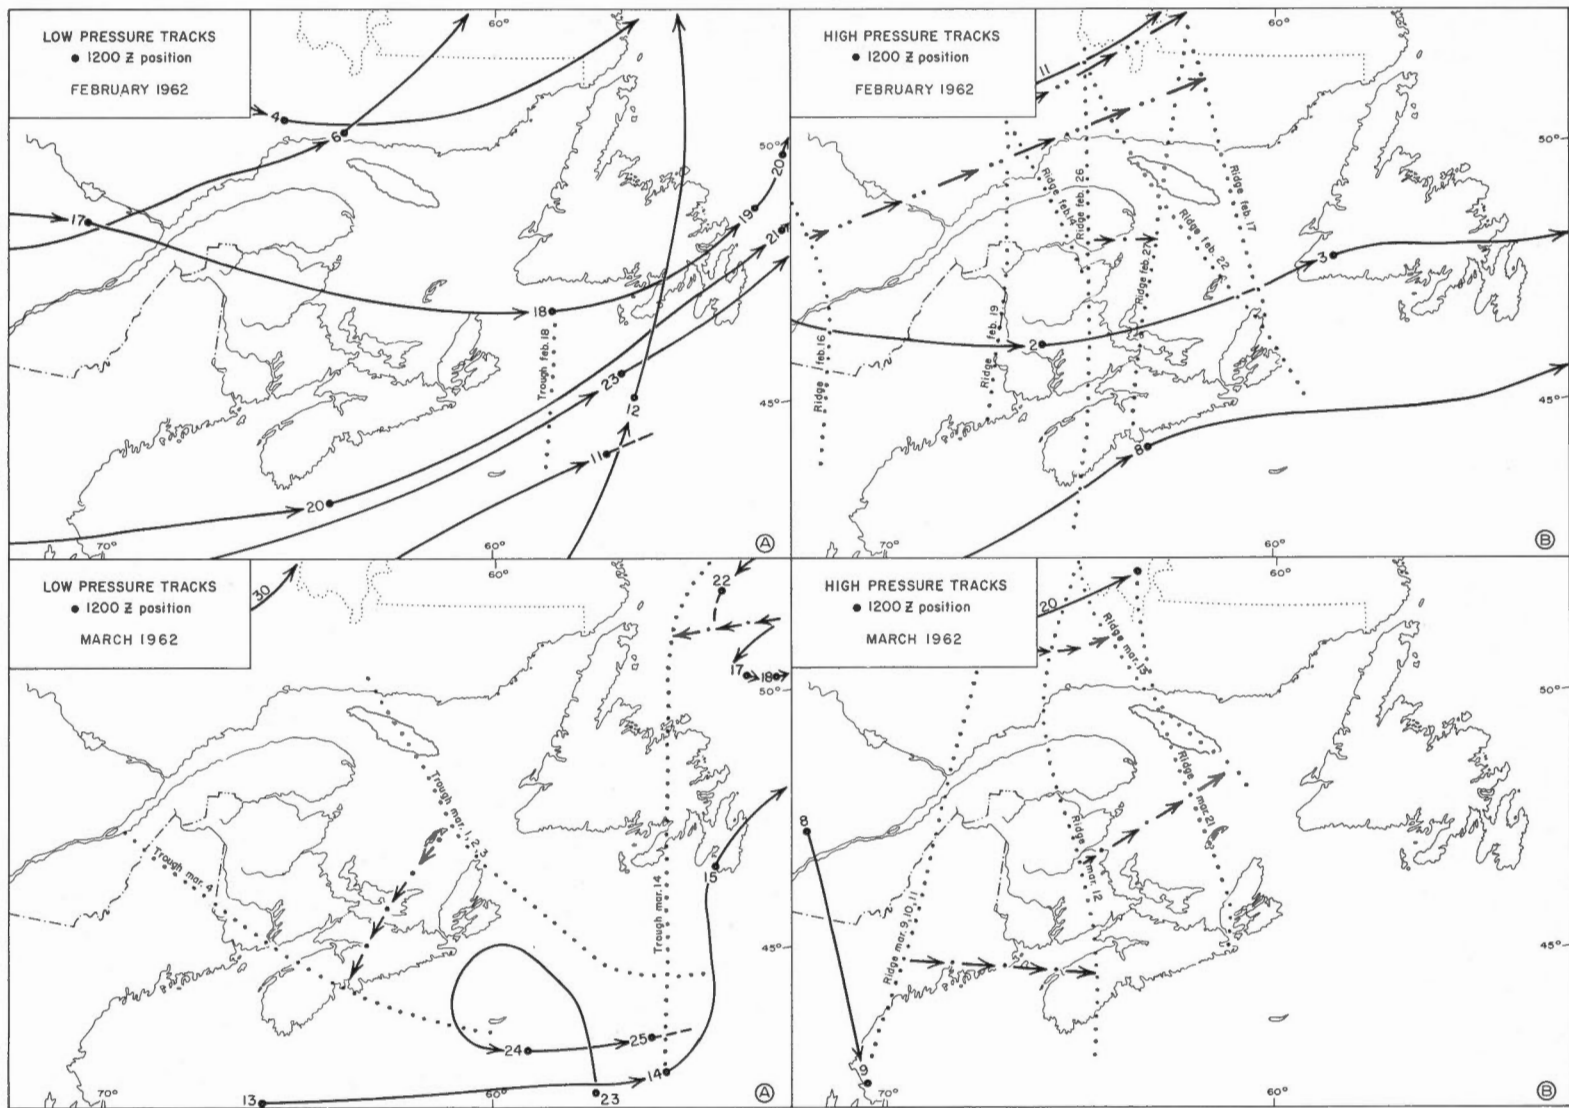 LOW PRESSURE TRACKS
● 1200 Z position
FEBRUARY 1962
60°
4
6
50°
20
17
19
21
18
Trough feb. 18
23
12
45°
11
20
70°
60°
A
HIGH PRESSURE TRACKS
● 1200 Z position
FEBRUARY 1962
11
60°
50°
Ridge feb. 14
Ridge feb. 26
Ridge feb. 17
Ridge feb. 22
Ridge feb. 27
3
Ridge feb. 19
2
Ridge feb. 16
45°
8
70°
60°
B
LOW PRESSURE TRACKS
● 1200 Z position
MARCH 1962
30
60°
22
17
18
50°
Trough mar. 1, 2, 3
Trough mar. 4
15
Trough mar. 14
45°
24
25
14
13
23
70°
60°
A
HIGH PRESSURE TRACKS
● 1200 Z position
MARCH 1962
20
60°
Ridge mar. 13
50°
8
Ridge mar. 21
Ridge mar. 12
Ridge mar. 9, 10, 11
45°
9
70°
60°
B